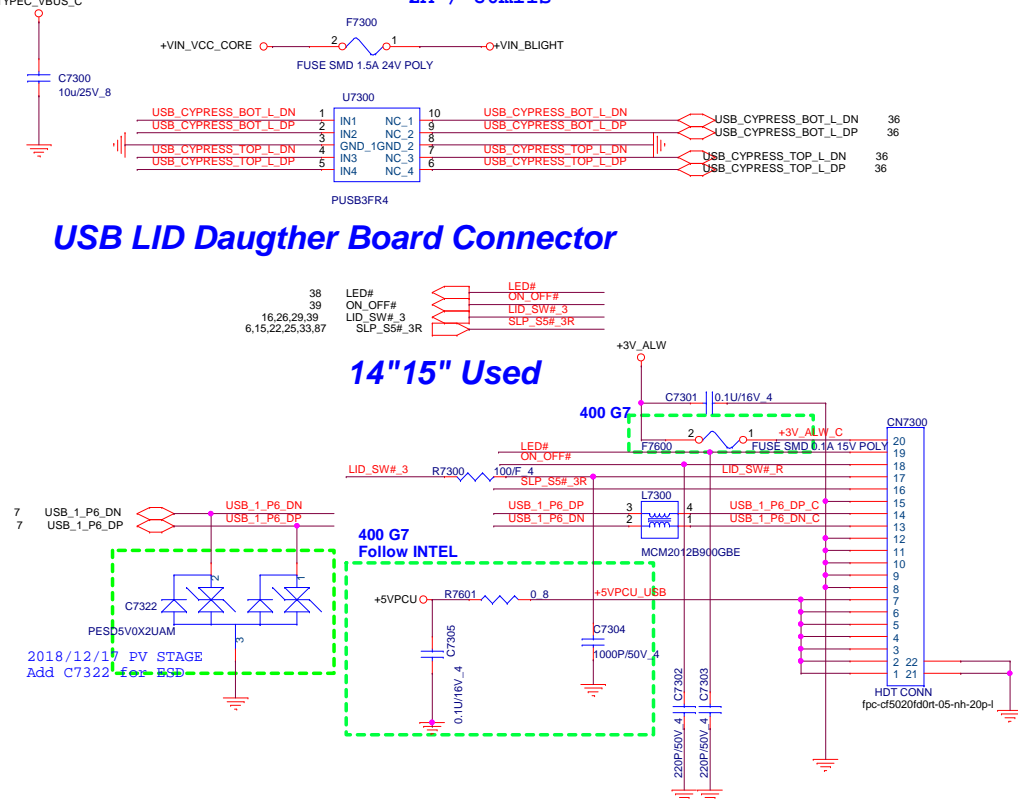 TYPEC_VBUS_C
F7300
+VIN_VCC_CORE 2 1 +VIN_BLIGHT
FUSE SMD 1.5A 24V POLY
C7300
10u/25V_8
U7300
USB_CYPRESS_BOT_L_DN 1 IN1 NC_1 10 USB_CYPRESS_BOT_L_DN USB_CYPRESS_BOT_L_DN 36
USB_CYPRESS_BOT_L_DP 2 IN2 NC_2 9 USB_CYPRESS_BOT_L_DP USB_CYPRESS_BOT_L_DP 36
3 GND_1 GND_2 8
USB_CYPRESS_TOP_L_DN 4 IN3 NC_3 7 USB_CYPRESS_TOP_L_DN USB_CYPRESS_TOP_L_DN 36
USB_CYPRESS_TOP_L_DP 5 IN4 NC_4 6 USB_CYPRESS_TOP_L_DP USB_CYPRESS_TOP_L_DP 36
PUSB3FR4
USB LID Daugther Board Connector
38 LED# LED#
39 ON_OFF# ON_OFF#
16,26,29,39 LID_SW#_3 LID_SW#_3
6,15,22,25,33,87 SLP_S5#_3R SLP_S5#_3R
14"15" Used
+3V_ALW
C7301 0.1U/16V_4
400 G7
CN7300
2 1 +3V_ALW_C 20
F7600 FUSE SMD 0.1A 15V POLY
LED# 19
ON_OFF# 18
LID_SW#_3 R7300 100/F_4 LID_SW#_R 17
SLP_S5#_3R 16
L7300
15
7 USB_1_P6_DN USB_1_P6_DN USB_1_P6_DP 3 4 USB_1_P6_DP_C 14
7 USB_1_P6_DP USB_1_P6_DP USB_1_P6_DN 2 1 USB_1_P6_DN_C 13
MCM2012B900GBE
12
11
10
9
8
400 G7
Follow INTEL
2 1
C7322
+5VPCU R7601 0_8 +5VPCU_USB 7
6
5
4
3
2 22
1 21
PESD5V0X2UAM
3
C7305
0.1U/16V_4
C7304
1000P/50V_4
2018/12/17 PV STAGE
Add C7322 for ESD
C7302
220P/50V_4
C7303
220P/50V_4
HDT CONN
fpc-cf5020fd0rt-05-nh-20p-l